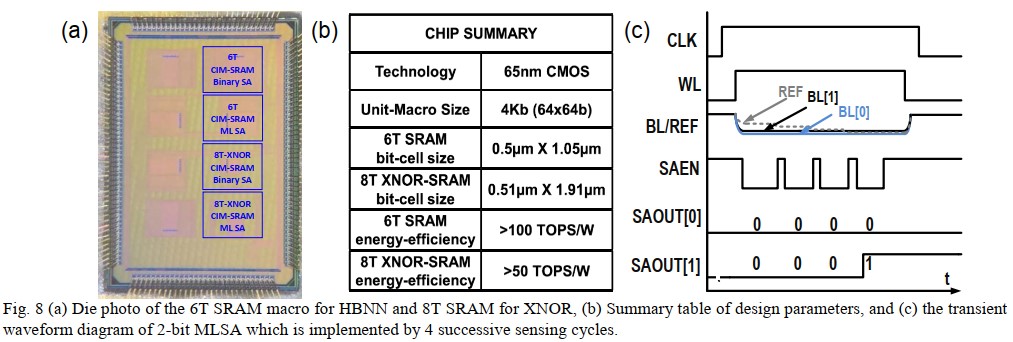 (a)
6T
CIM-SRAM
Binary SA
6T
CIM-SRAM
ML SA
8T-XNOR
CIM-SRAM
Binary SA
8T-XNOR
CIM-SRAM
ML SA
(b)
CHIP SUMMARY
Technology 65nm CMOS
Unit-Macro Size 4Kb (64x64b)
6T SRAM
bit-cell size 0.5µm X 1.05µm
8T XNOR-SRAM
bit-cell size 0.51µm X 1.91µm
6T SRAM
energy-efficiency >100 TOPS/W
8T XNOR-SRAM
energy-efficiency >50 TOPS/W
(c)
CLK
WL
REF BL[1]
BL[0]
BL/REF
SAEN
SAOUT[0] 0 0 0 0
SAOUT[1] 0 0 0 1
t
Fig. 8 (a) Die photo of the 6T SRAM macro for HBNN and 8T SRAM for XNOR, (b) Summary table of design parameters, and (c) the transient
waveform diagram of 2-bit MLSA which is implemented by 4 successive sensing cycles.